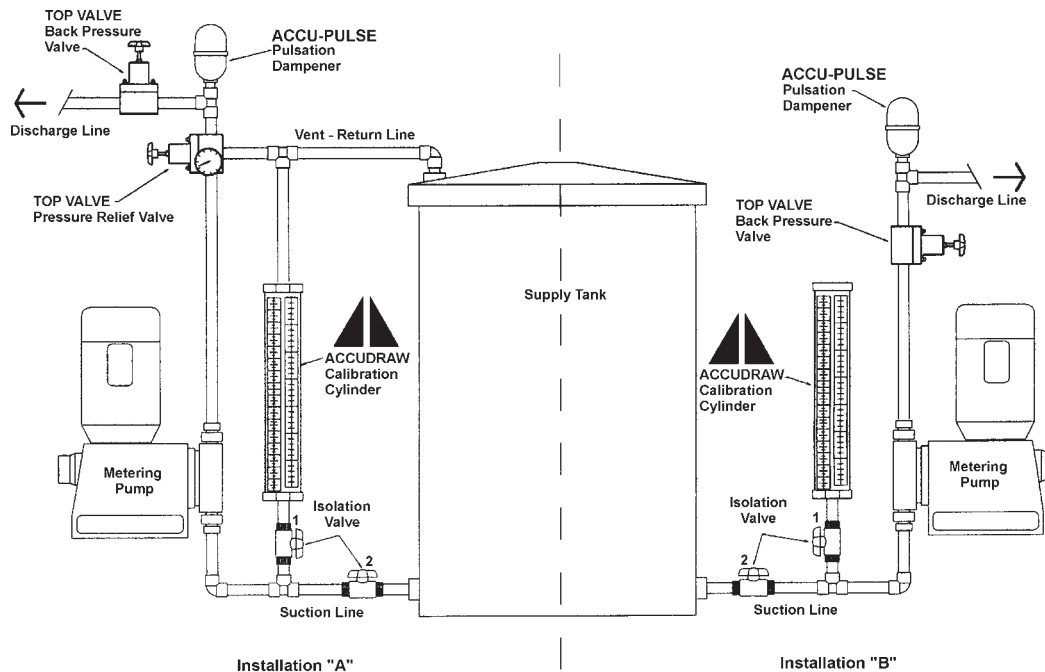 TOP VALVE
Back Pressure
Valve
ACCU-PULSE
Pulsation
Dampener
Discharge Line
Vent - Return Line
TOP VALVE
Pressure Relief Valve
ACCUDRAW
Calibration
Cylinder
Metering
Pump
Isolation
Valve
1
2
Suction Line
Installation "A"
Supply Tank
ACCU-PULSE
Pulsation
Dampener
Discharge Line
TOP VALVE
Back Pressure
Valve
ACCUDRAW
Calibration
Cylinder
Metering
Pump
Isolation
Valve
1
2
Suction Line
Installation "B"